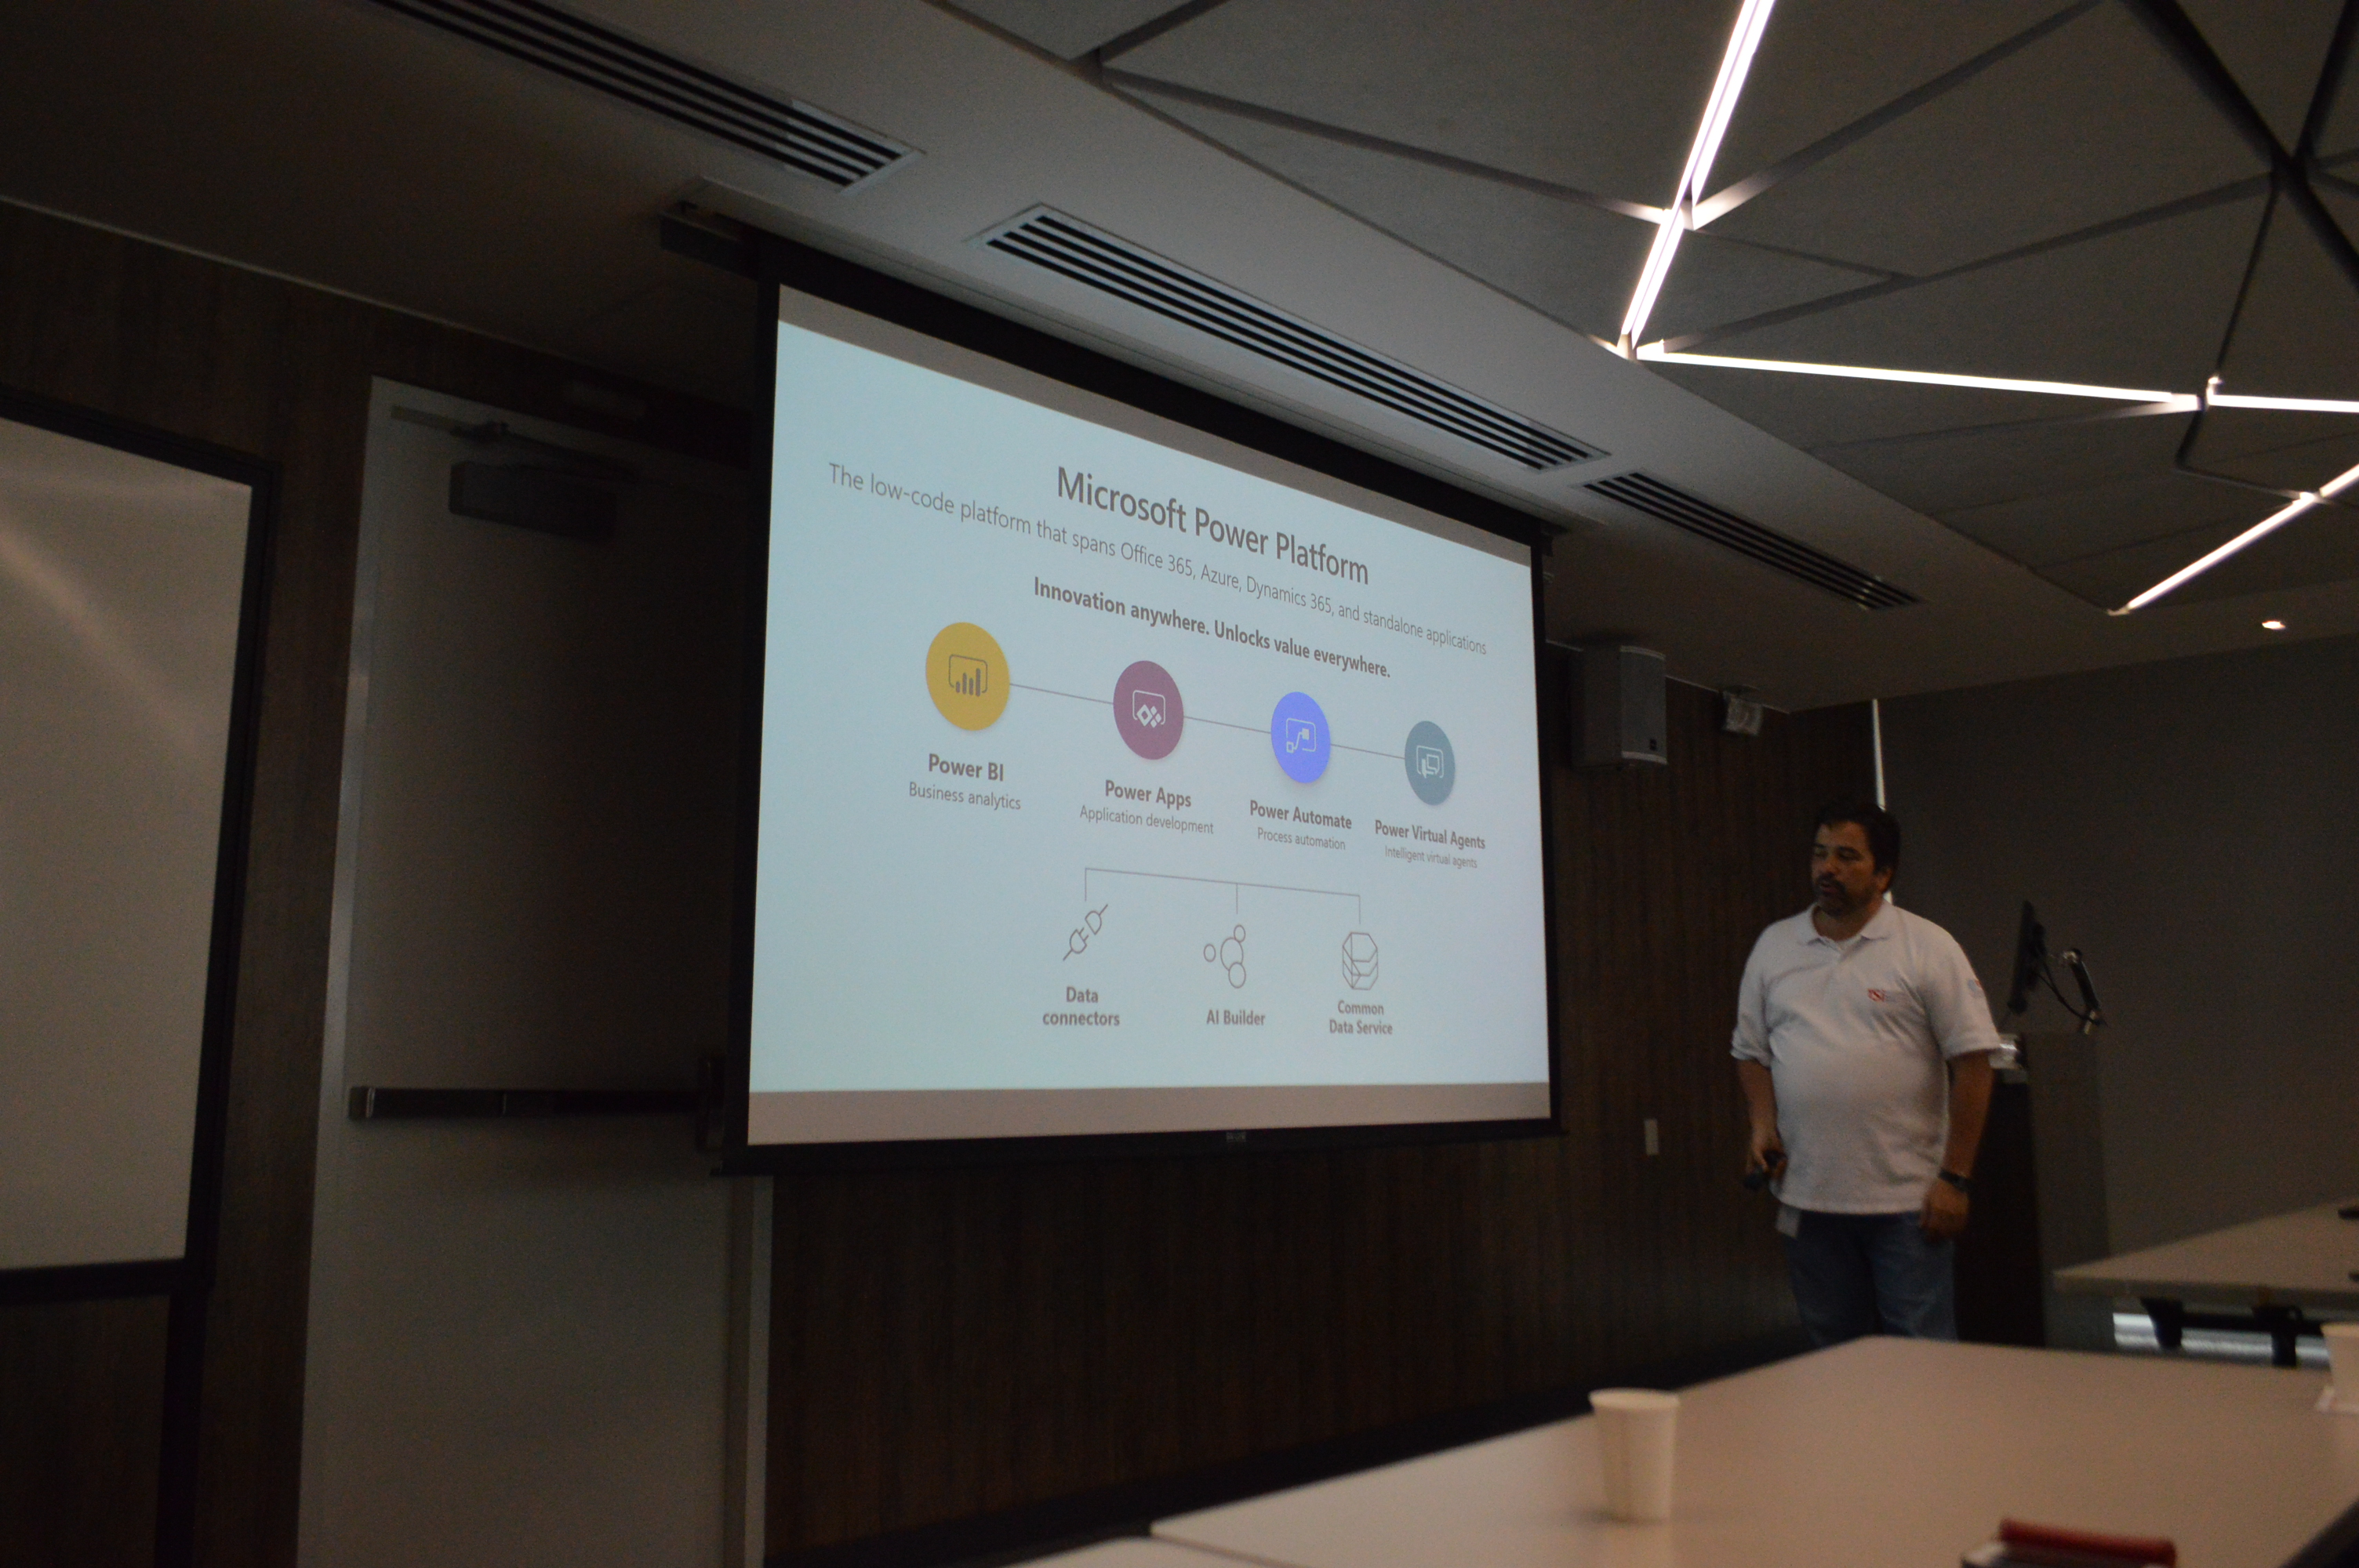 Microsoft Power Platform
The low-code platform that spans Office 365, Azure, Dynamics 365, and standalone applications
Innovation anywhere. Unlocks value everywhere.
Power BI
Business analytics
Power Apps
Application development
Power Automate
Process automation
Power Virtual Agents
Intelligent virtual agents
Data
connectors
AI Builder
Common
Data Service